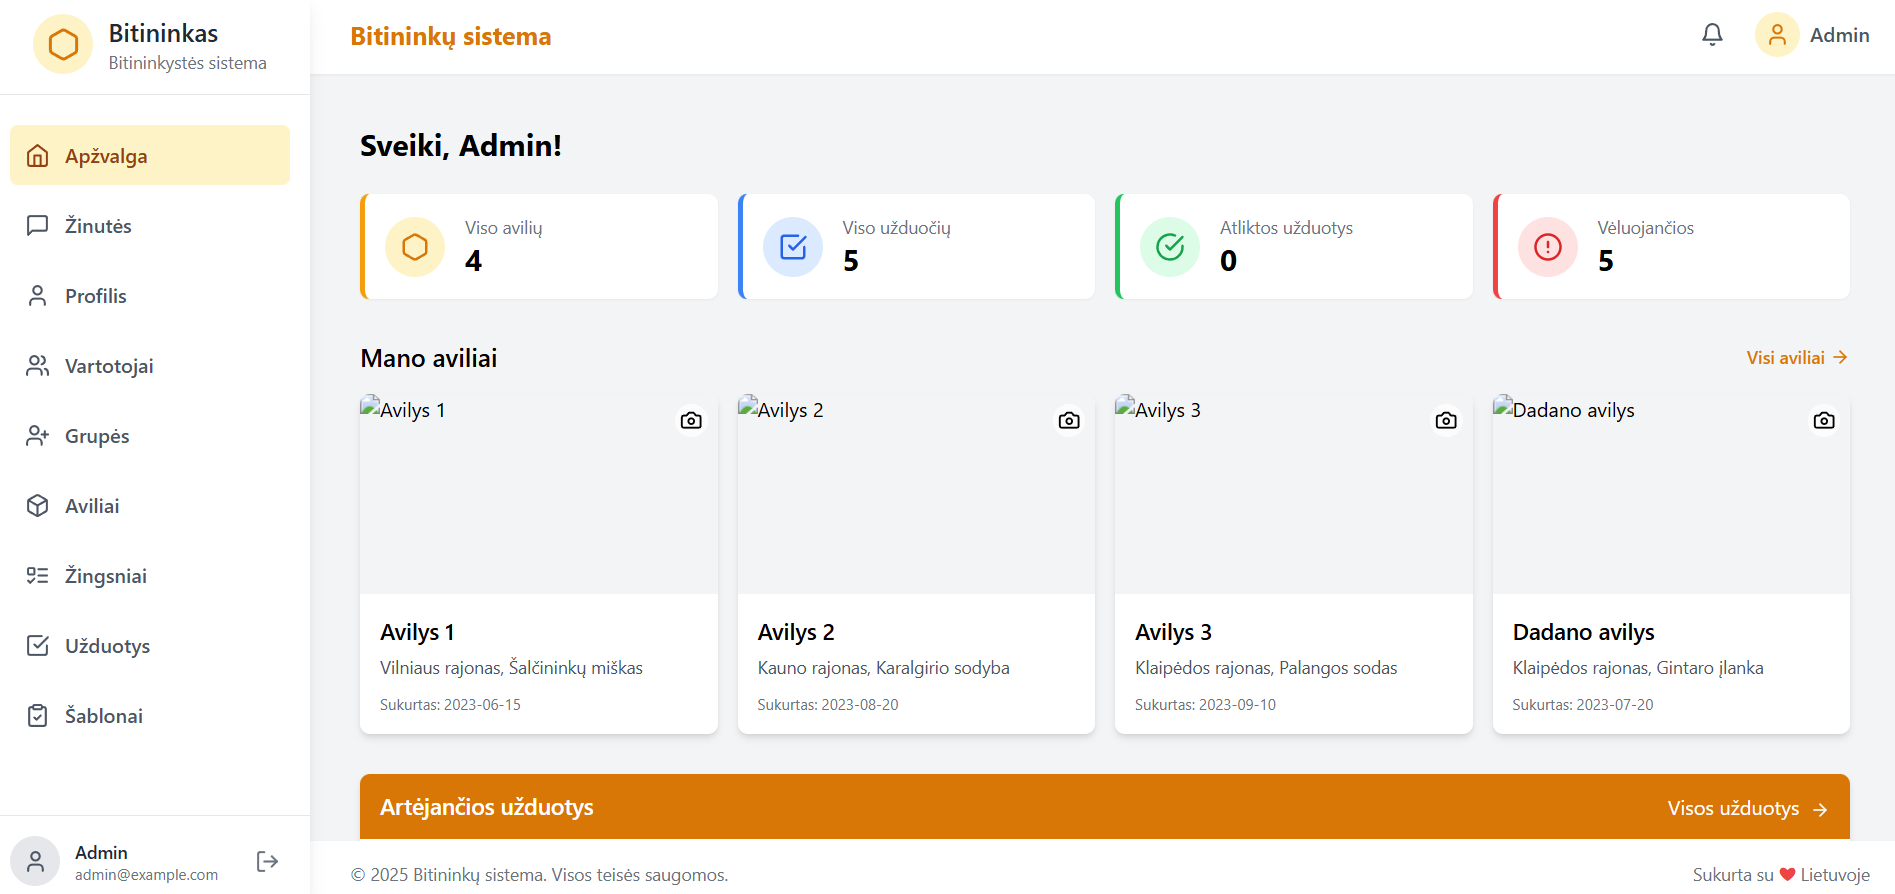 Bitininkas
Bitininkystės sistema
Apžvalga
Žinutės
Profilis
Vartotojai
Grupės
Aviliai
Žingsniai
Užduotys
Šablonai
Admin
admin@example.com
Bitininkų sistema
Admin
Sveiki, Admin!
Viso avilių
4
Viso užduočių
5
Atliktos užduotys
0
Vėluojančios
5
Mano aviliai
Visi aviliai
Avilys 1
Avilys 1
Vilniaus rajonas, Šalčininkų miškas
Sukurtas: 2023-06-15
Avilys 2
Avilys 2
Kauno rajonas, Karalgirio sodyba
Sukurtas: 2023-08-20
Avilys 3
Avilys 3
Klaipėdos rajonas, Palangos sodas
Sukurtas: 2023-09-10
Dadano avilys
Dadano avilys
Klaipėdos rajonas, Gintaro įlanka
Sukurtas: 2023-07-20
Artėjančios užduotys
Visos užduotys
© 2025 Bitininkų sistema. Visos teisės saugomos.
Sukurta su ❤️ Lietuvoje